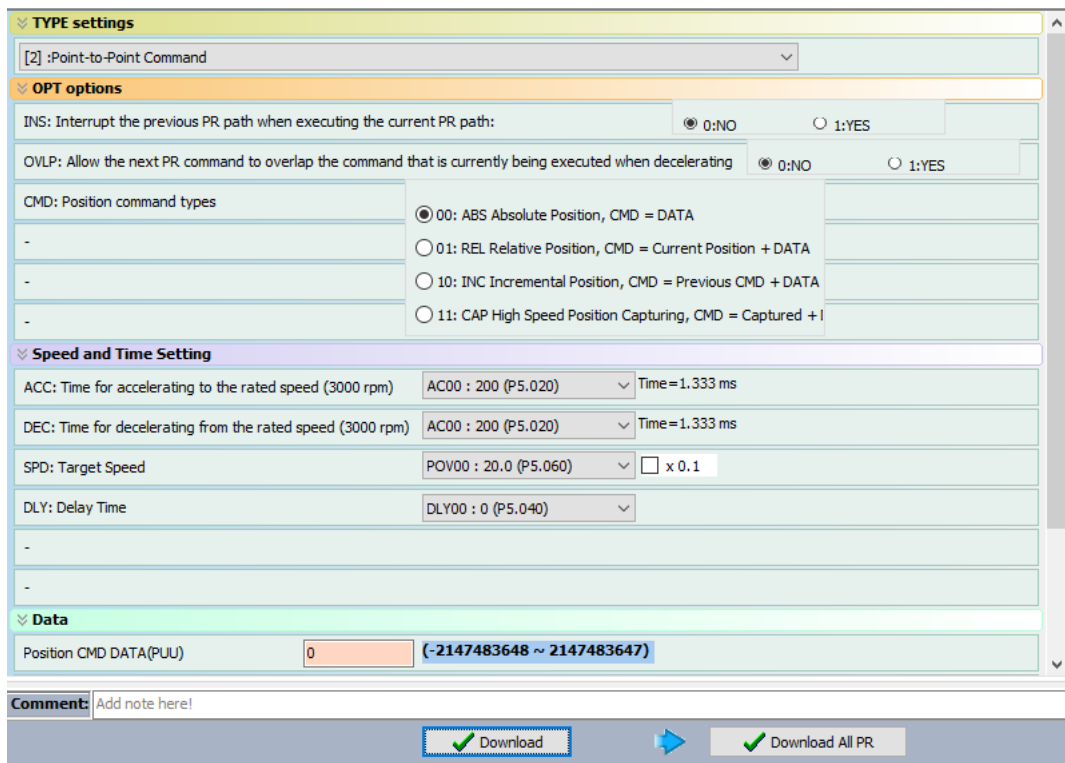 TYPE settings
[2] :Point-to-Point Command
OPT options
INS: Interrupt the previous PR path when executing the current PR path: 0:NO 1:YES
OVLP: Allow the next PR command to overlap the command that is currently being executed when decelerating 0:NO 1:YES
CMD: Position command types
00: ABS Absolute Position, CMD = DATA
-
01: REL Relative Position, CMD = Current Position + DATA
-
10: INC Incremental Position, CMD = Previous CMD + DATA
-
11: CAP High Speed Position Capturing, CMD = Captured +
Speed and Time Setting
ACC: Time for accelerating to the rated speed (3000 rpm) AC00 : 200 (P5.020) Time=1.333 ms
DEC: Time for decelerating from the rated speed (3000 rpm) AC00 : 200 (P5.020) Time=1.333 ms
SPD: Target Speed POV00 : 20.0 (P5.060) x 0.1
DLY: Delay Time DLY00 : 0 (P5.040)
-
-
Data
Position CMD DATA(PUU) 0 (-2147483648 ~ 2147483647)
Comment: Add note here!
Download Download All PR